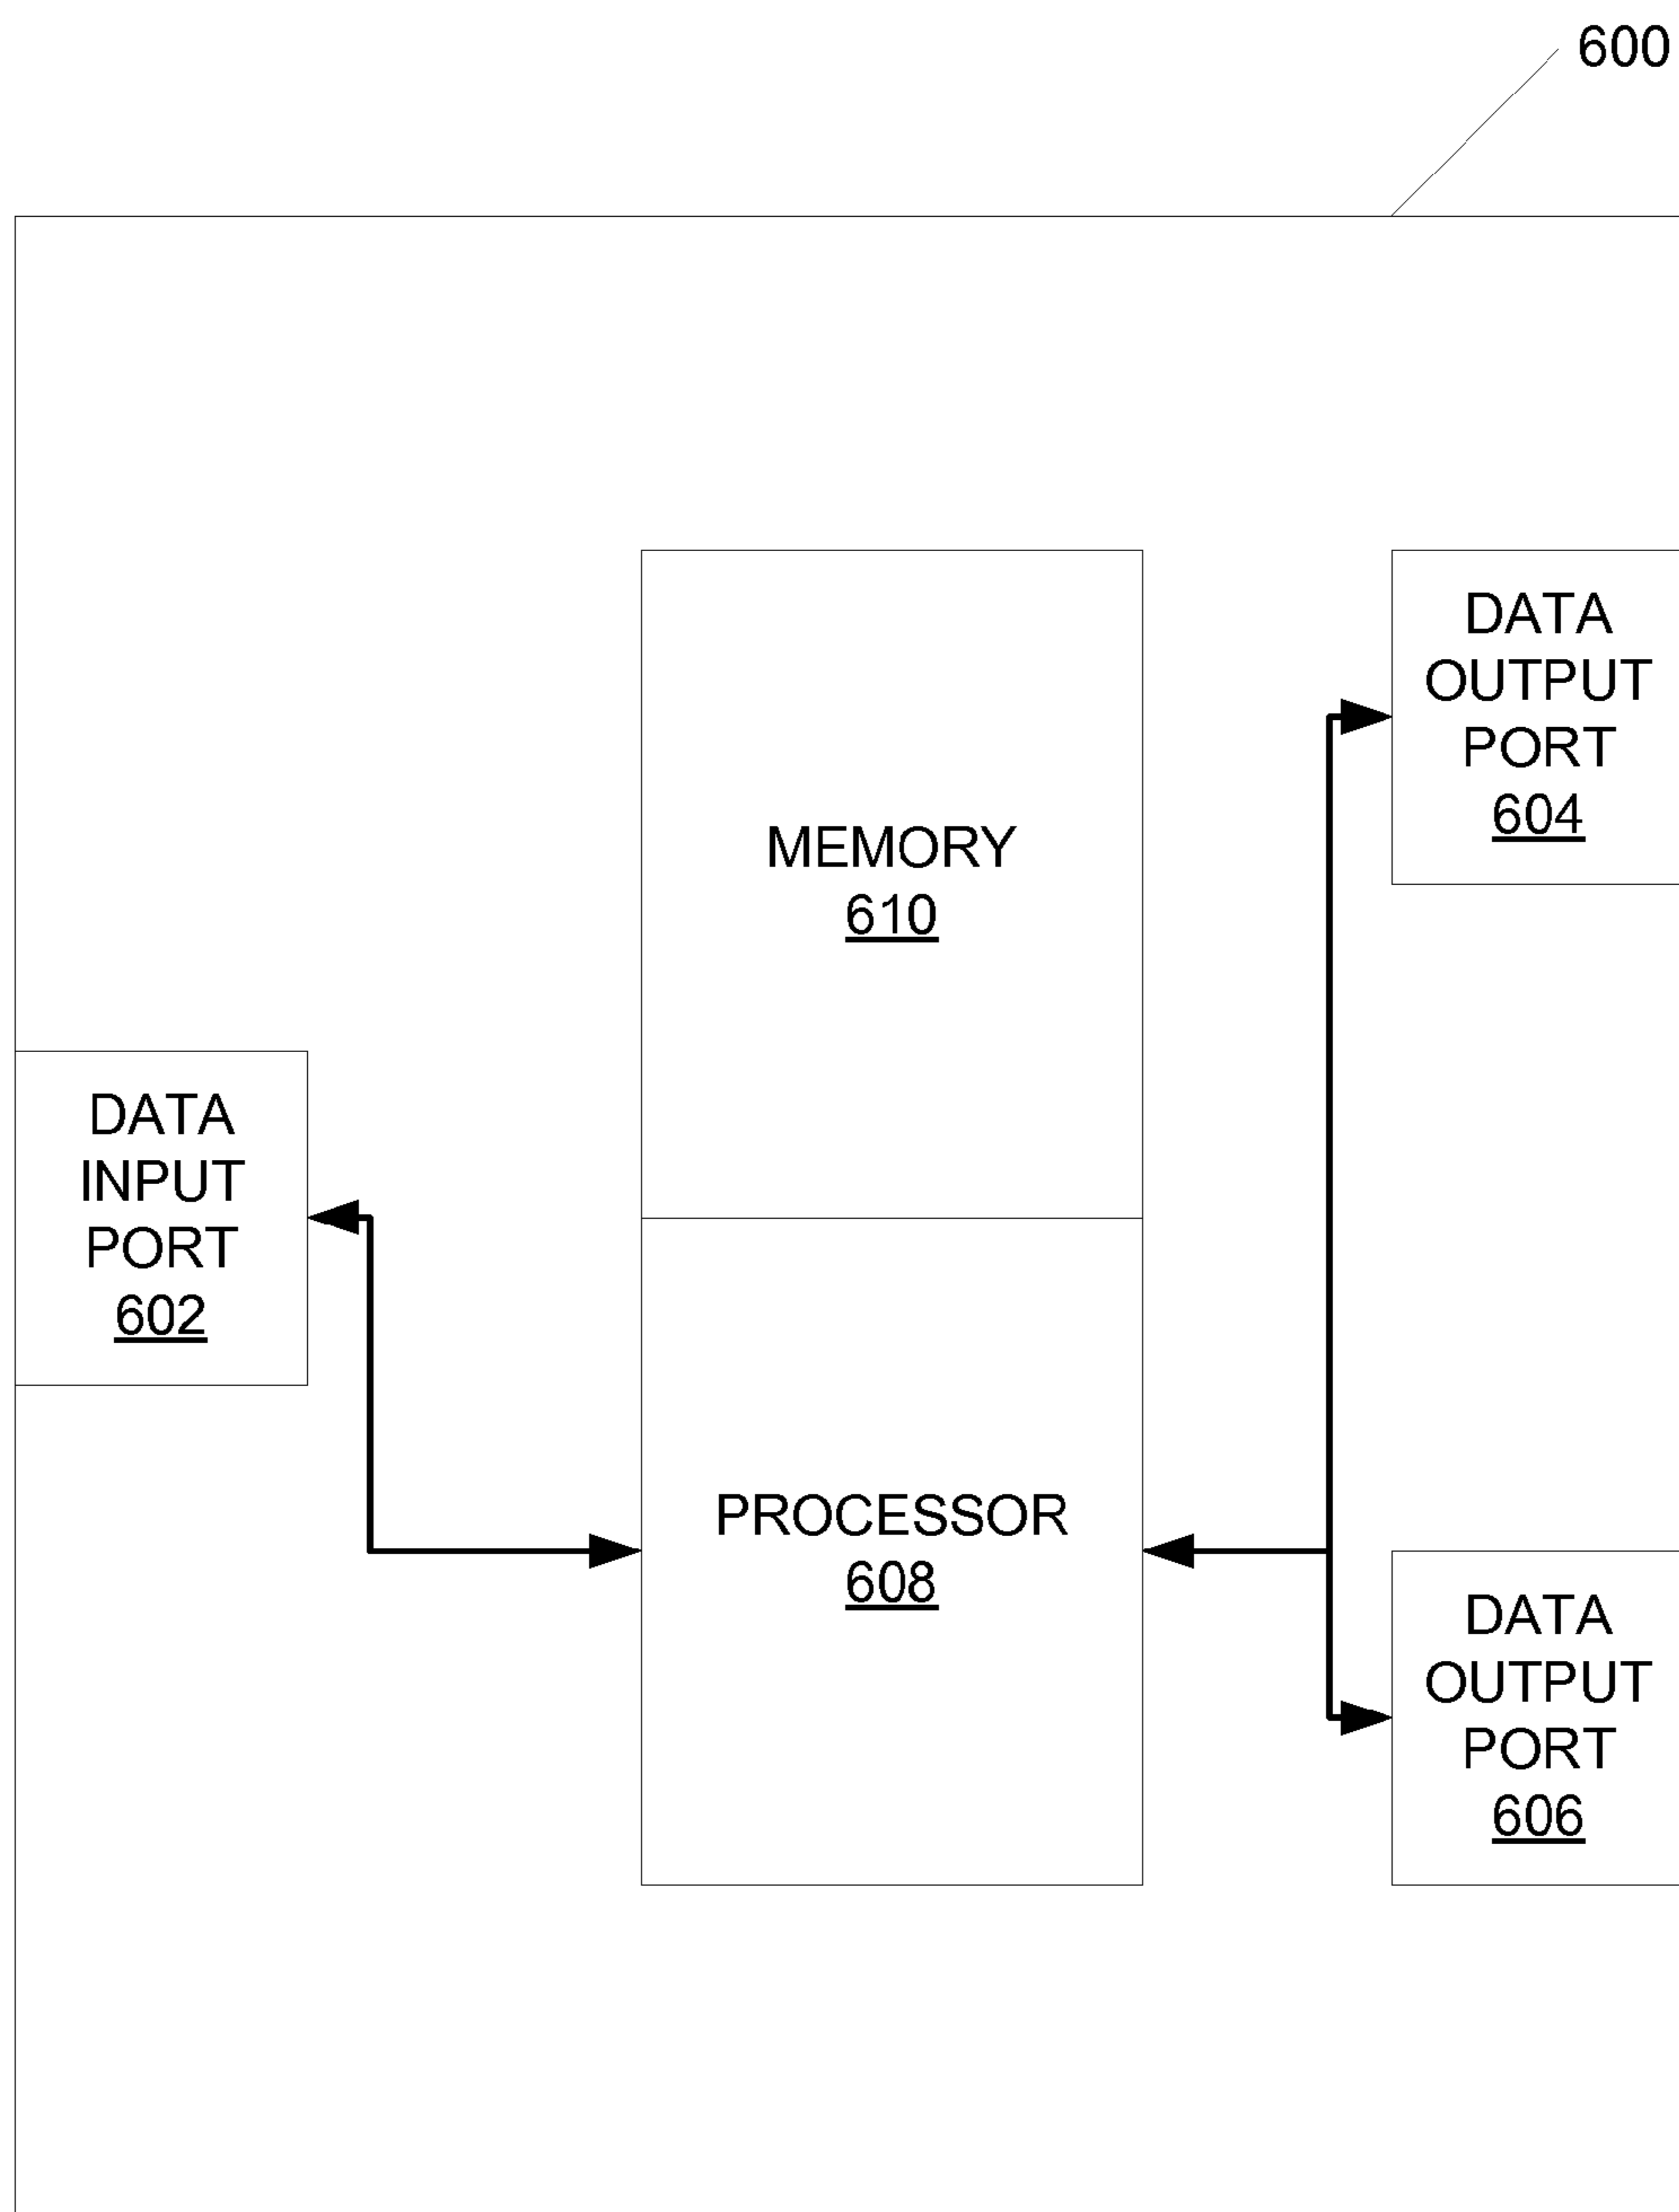 600
DATA
OUTPUT
PORT
604
MEMORY
610
DATA
INPUT
PORT
602
PROCESSOR
608
DATA
OUTPUT
PORT
606